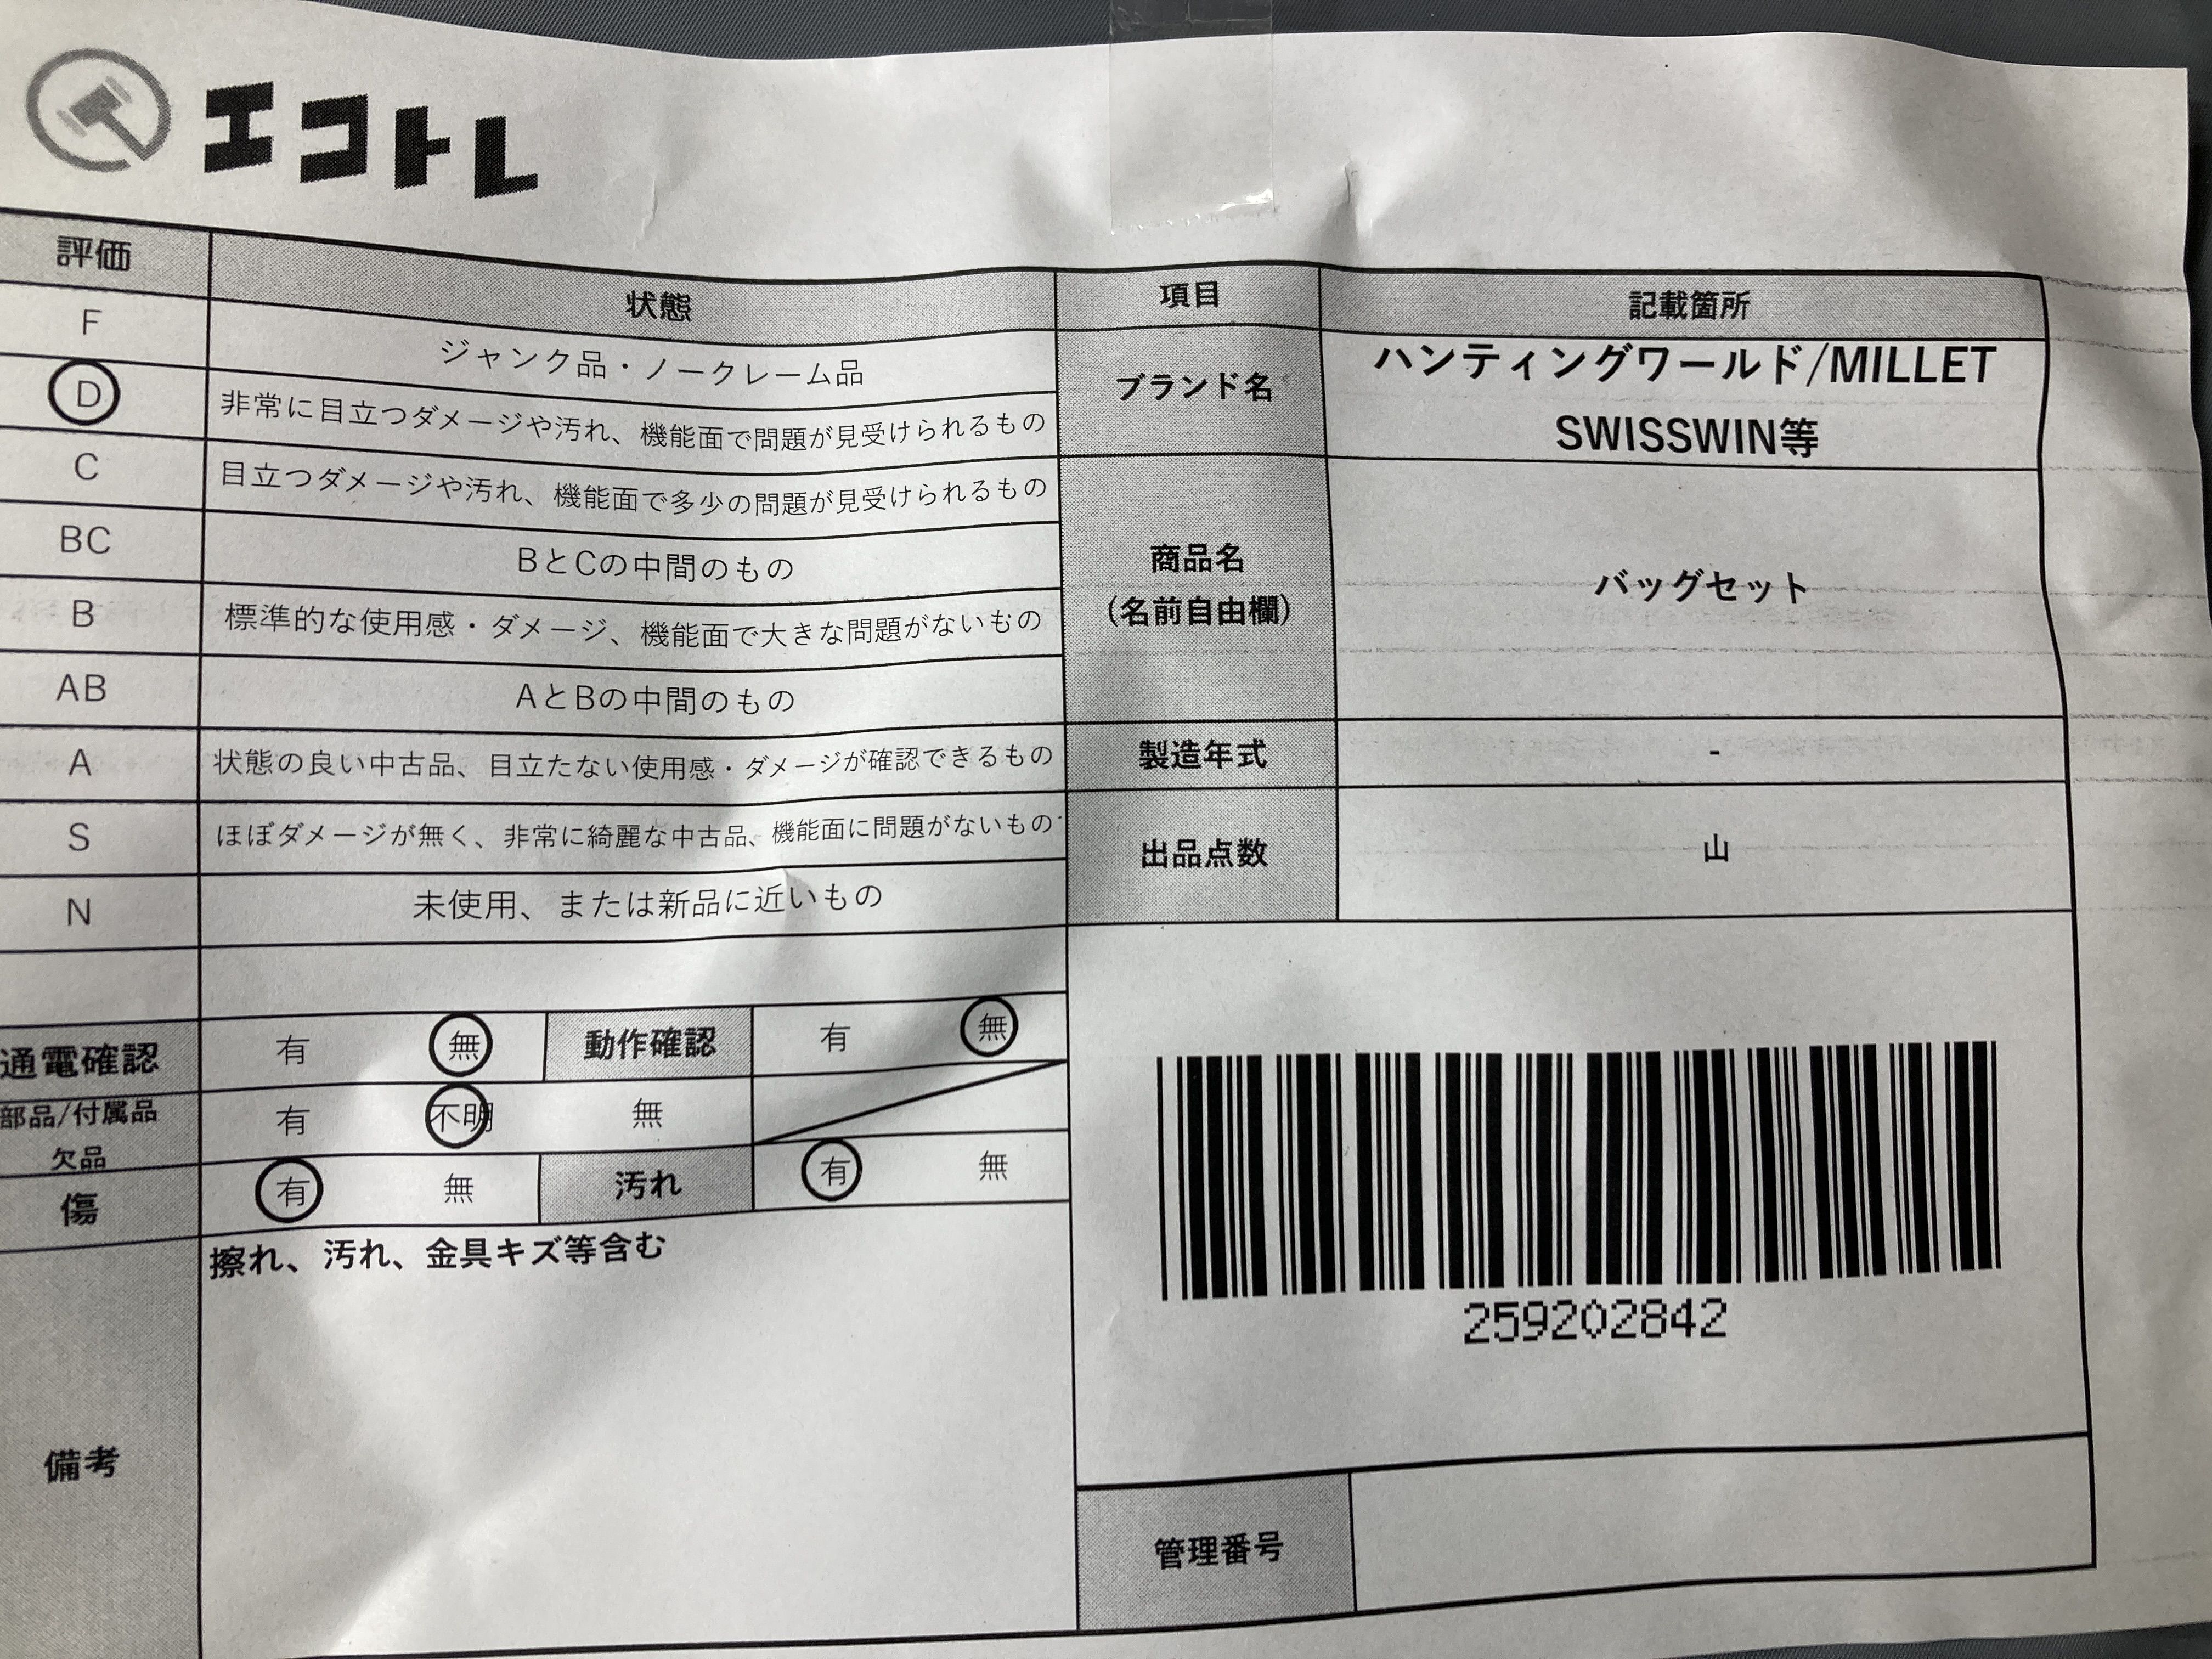 エコトレ
評価 状態
F ジャンク品・ノークレーム品
D 非常に目立つダメージや汚れ、機能面で問題が見受けられるもの
C 目立つダメージや汚れ、機能面で多少の問題が見受けられるもの
BC BとCの中間のもの
B 標準的な使用感・ダメージ、機能面で大きな問題がないもの
AB AとBの中間のもの
A 状態の良い中古品、目立たない使用感・ダメージが確認できるもの
S ほぼダメージが無く、非常に綺麗な中古品、機能面に問題がないもの
N 未使用、または新品に近いもの
通電確認 有 無 動作確認 有 無
部品/付属品
欠品 有 不明 無
傷 有 無 汚れ 有 無
備考 擦れ、汚れ、金具キズ等含む
項目 記載箇所
ブランド名 ハンティングワールド/MILLET
SWISSWIN等
商品名
(名前自由欄) バッグセット
製造年式 -
出品点数 山
259202842
管理番号